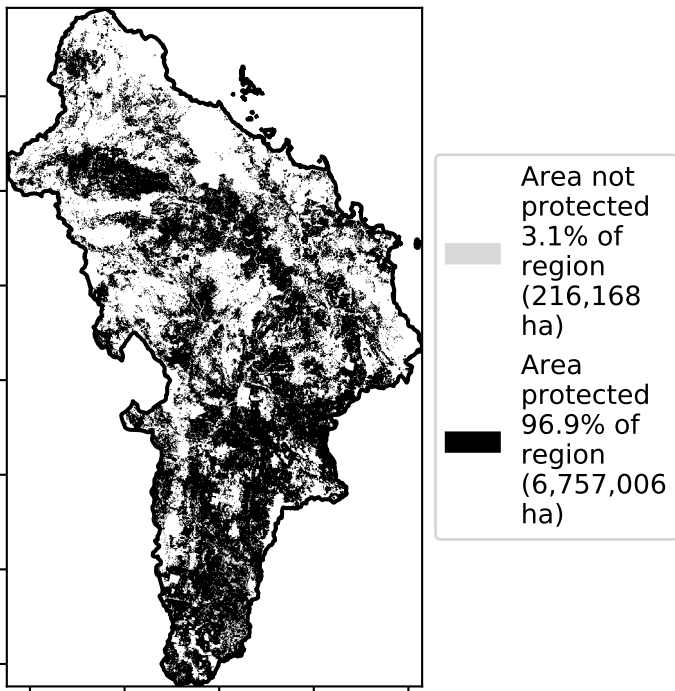 Area not
protected
3.1% of
region
(216,168
ha)
Area
protected
96.9% of
region
(6,757,006
ha)